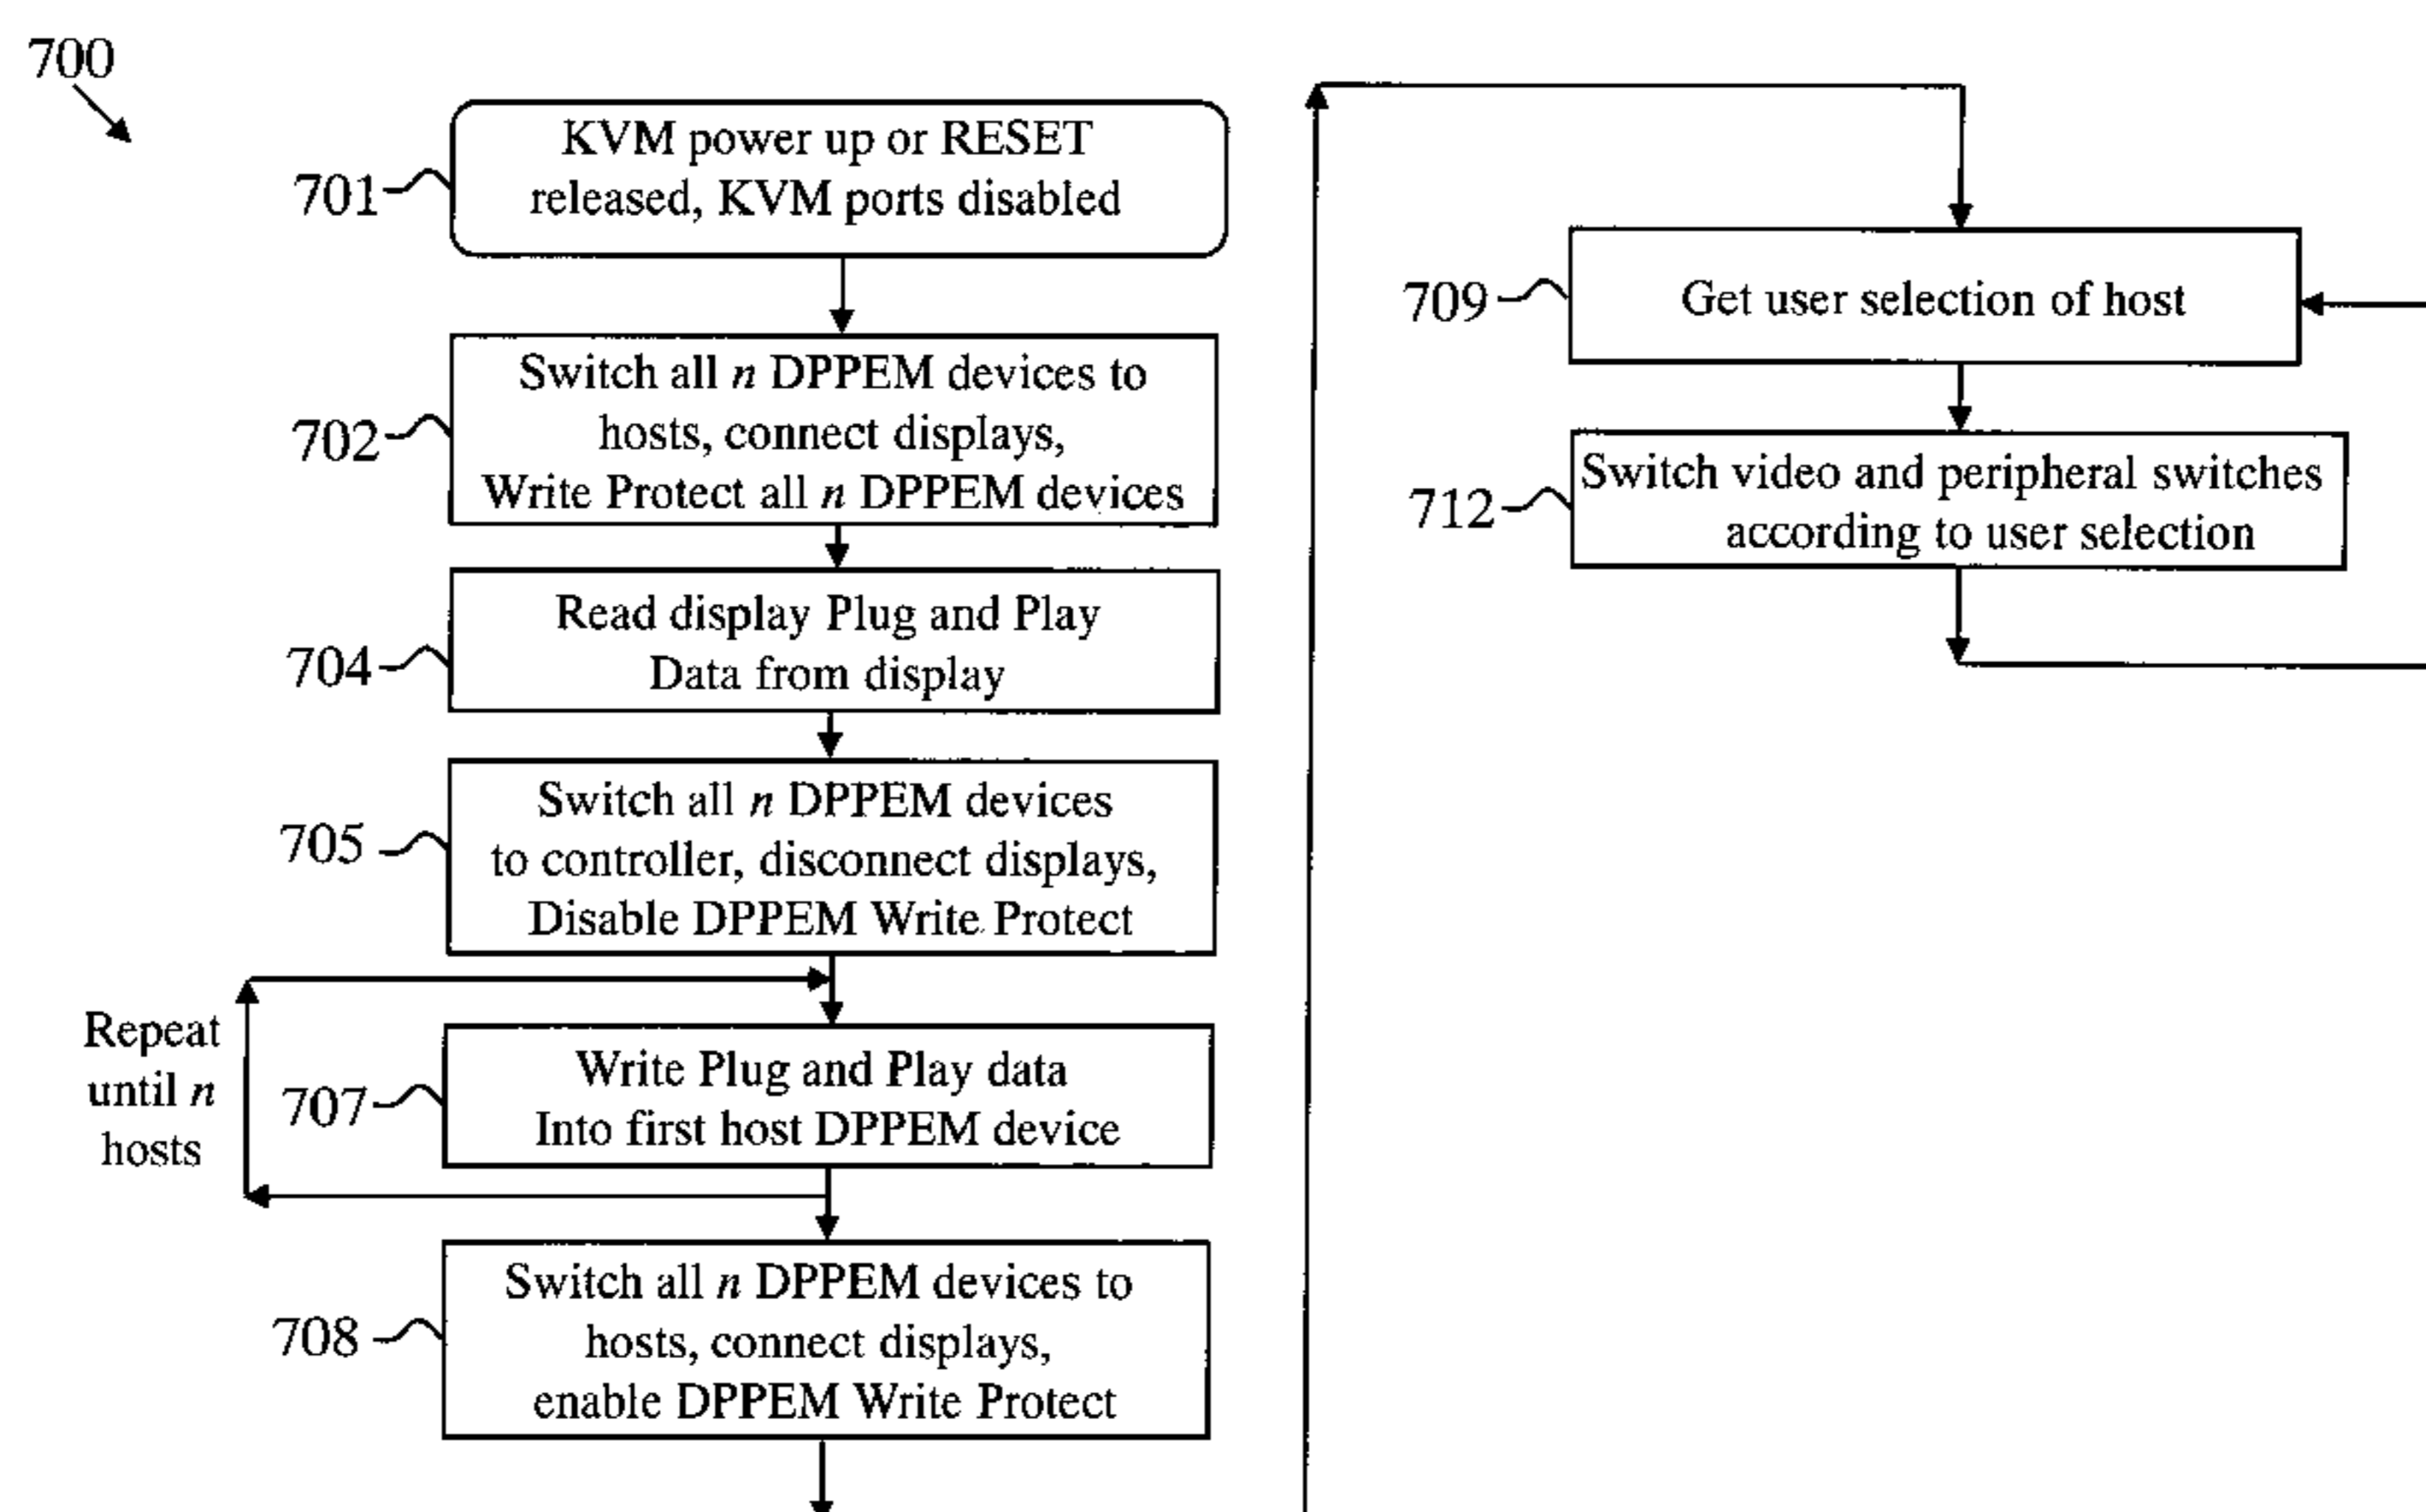 700
701
KVM power up or RESET
released, KVM ports disabled
702
Switch all n DPPEM devices to
hosts, connect displays,
Write Protect all n DPPEM devices
704
Read display Plug and Play
Data from display
705
Switch all n DPPEM devices
to controller, disconnect displays,
Disable DPPEM Write Protect
Repeat
until n
hosts
707
Write Plug and Play data
Into first host DPPEM device
708
Switch all n DPPEM devices to
hosts, connect displays,
enable DPPEM Write Protect
709
Get user selection of host
712
Switch video and peripheral switches
according to user selection